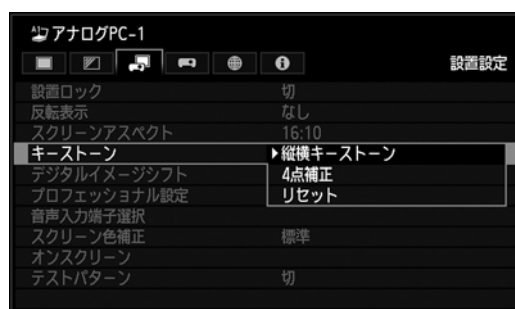 アナログPC-1
設置設定
設置ロック 切
反転表示 なし
スクリーンアスペクト 16:10
キーストーン ▶縦横キーストーン
デジタルイメージシフト 4点補正
プロフェッショナル設定 リセット
音声入力端子選択
スクリーン色補正 標準
オンスクリーン
テストパターン 切